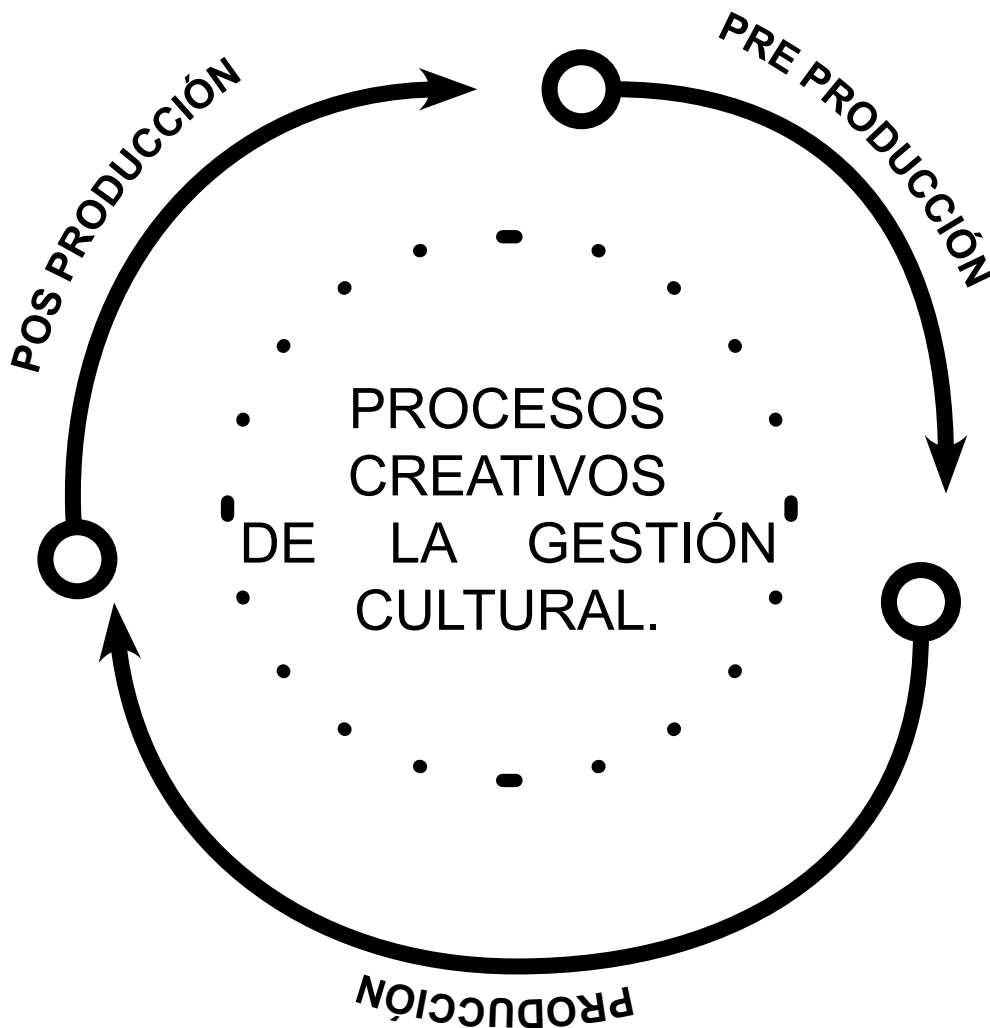 PRE PRODUCCIÓN
POS PRODUCCIÓN
PROCESOS
CREATIVOS
DE LA GESTIÓN
CULTURAL.
PRODUCCIÓN